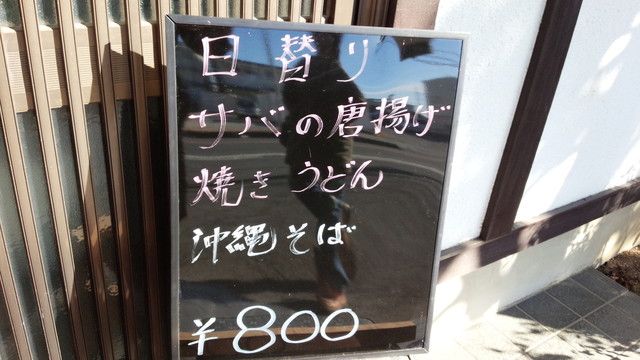 日替り
サバの唐揚げ
焼きうどん
沖縄そば
¥800